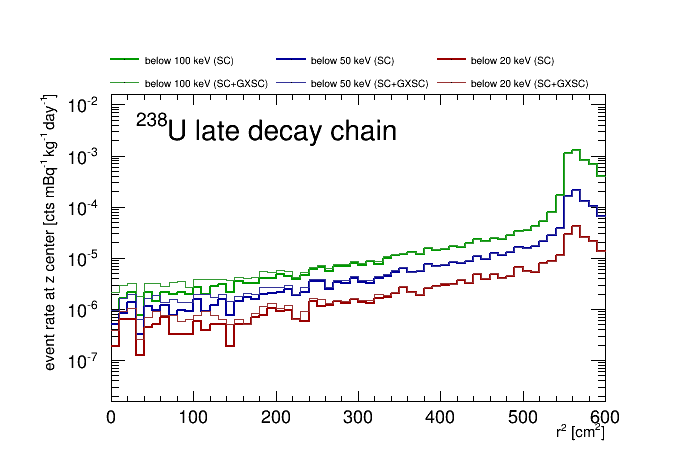 below 100 keV (SC) below 50 keV (SC) below 20 keV (SC)
below 100 keV (SC+GXSC) below 50 keV (SC+GXSC) below 20 keV (SC+GXSC)
²³⁸U late decay chain
event rate at z center [cts mBq⁻¹ kg⁻¹ day⁻¹]
10⁻²
10⁻³
10⁻⁴
10⁻⁵
10⁻⁶
10⁻⁷
0 100 200 300 400 500 600
r² [cm²]